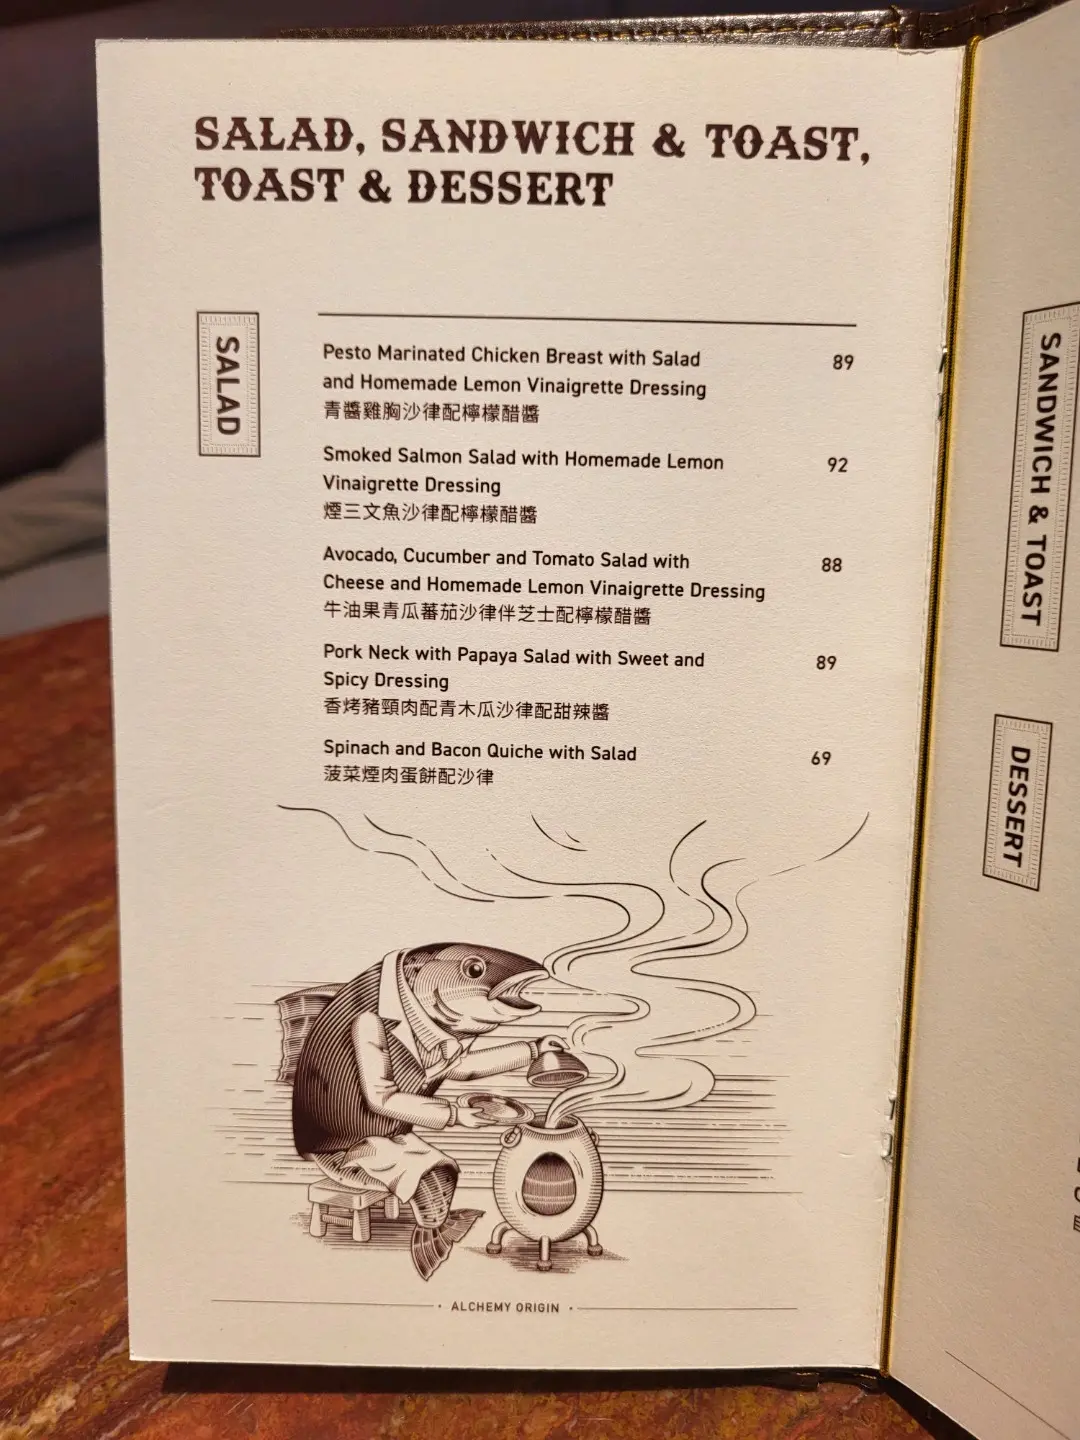 SALAD, SANDWICH & TOAST,
TOAST & DESSERT
SALAD
Pesto Marinated Chicken Breast with Salad 89
and Homemade Lemon Vinaigrette Dressing
青醬雞胸沙律配檸檬醋醬
Smoked Salmon Salad with Homemade Lemon 92
Vinaigrette Dressing
煙三文魚沙律配檸檬醋醬
Avocado, Cucumber and Tomato Salad with 88
Cheese and Homemade Lemon Vinaigrette Dressing
牛油果青瓜蕃茄沙律伴芝士配檸檬醋醬
Pork Neck with Papaya Salad with Sweet and 89
Spicy Dressing
香烤豬頸肉配青木瓜沙律配甜辣醬
Spinach and Bacon Quiche with Salad 69
菠菜煙肉蛋餅配沙律
• ALCHEMY ORIGIN •
SANDWICH & TOAST
DESSERT